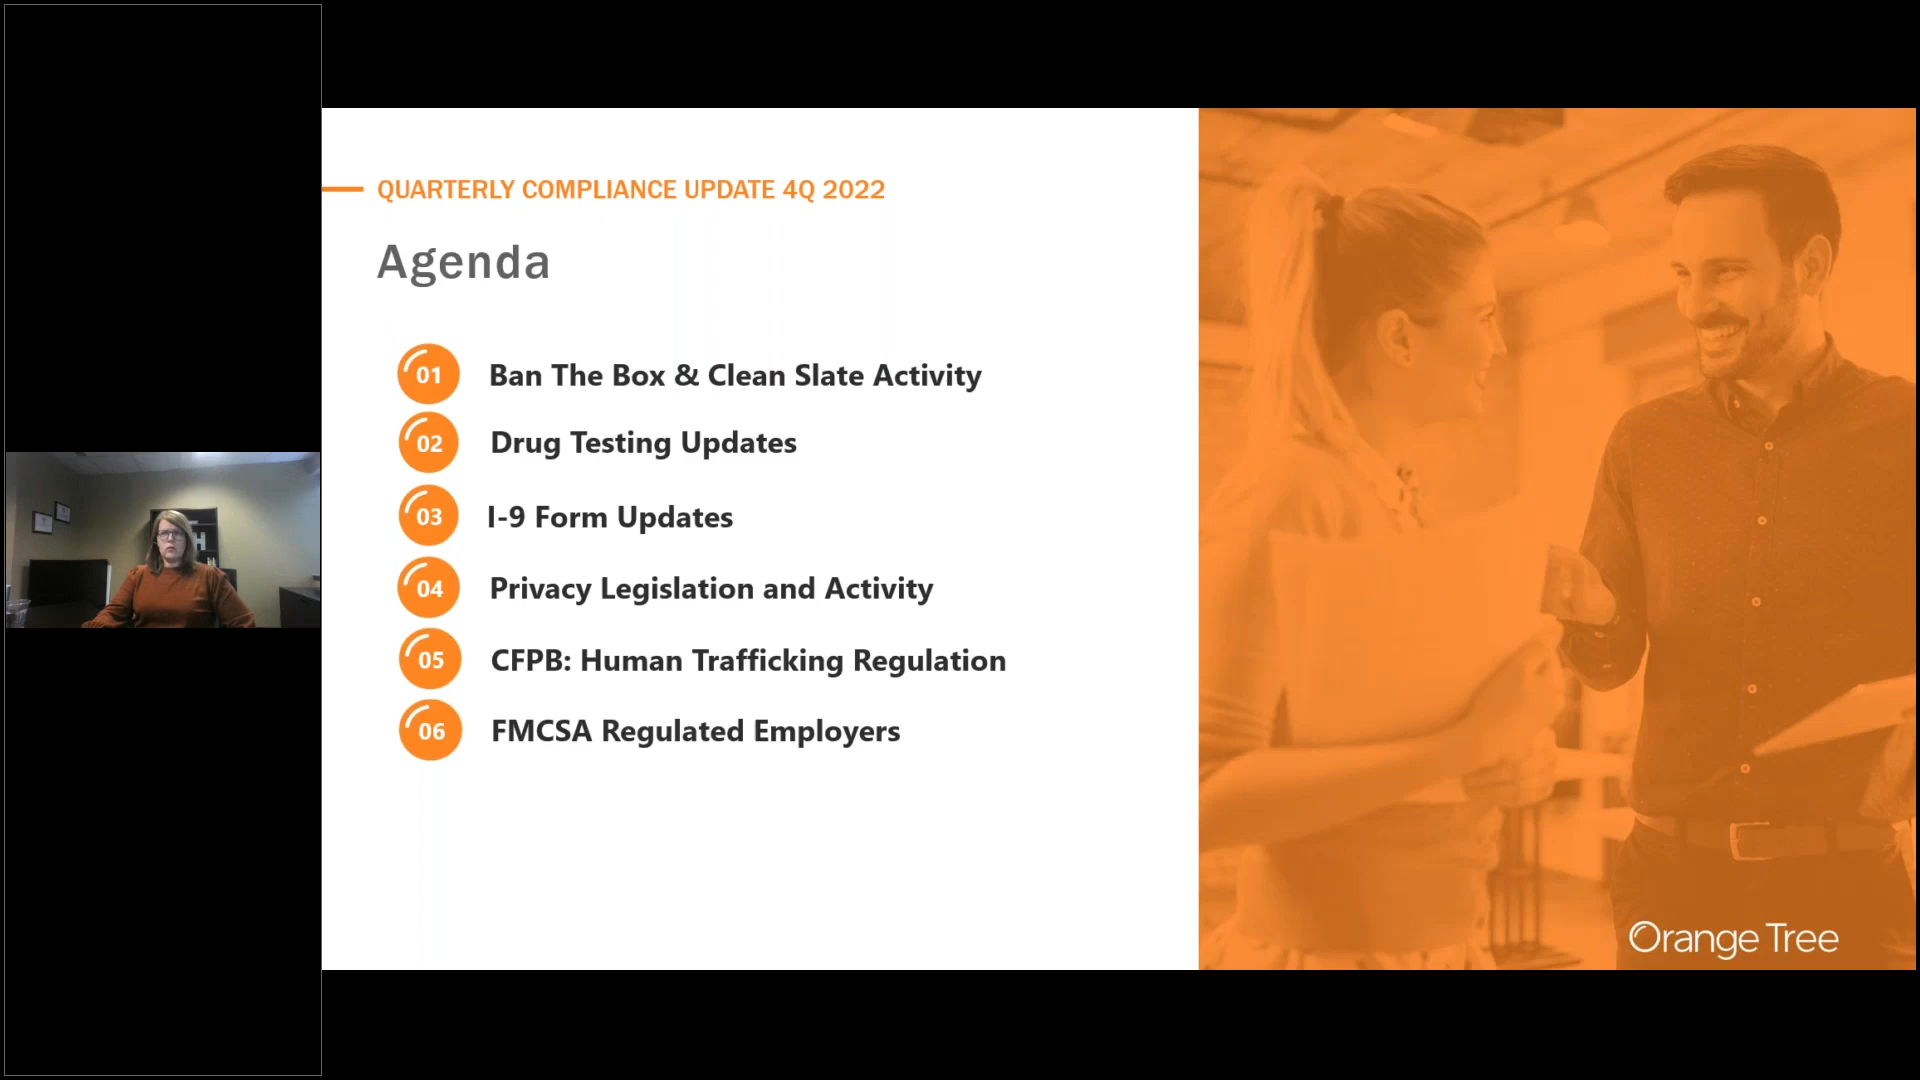 QUARTERLY COMPLIANCE UPDATE 4Q 2022
Agenda
01 Ban The Box & Clean Slate Activity
02 Drug Testing Updates
03 I-9 Form Updates
04 Privacy Legislation and Activity
05 CFPB: Human Trafficking Regulation
06 FMCSA Regulated Employers
Orange Tree
H